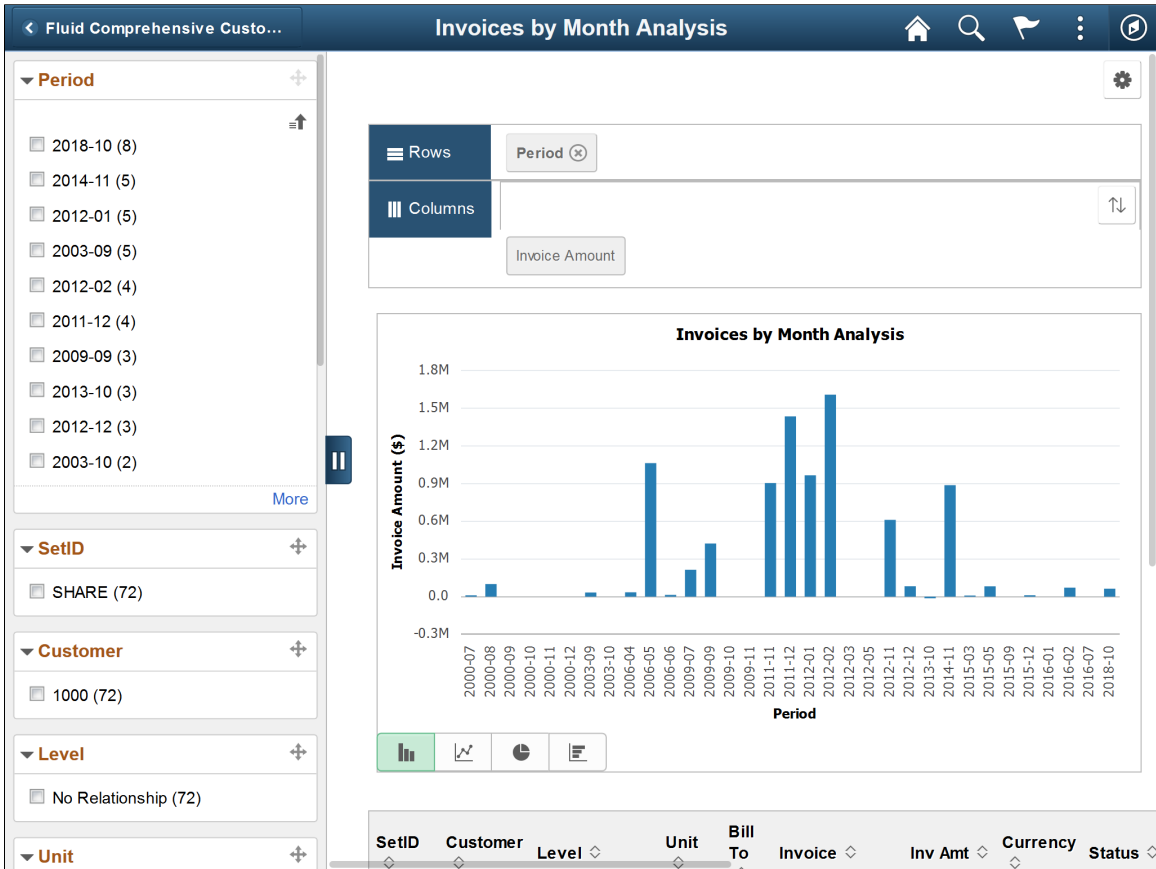 Fluid Comprehensive Custo...
Invoices by Month Analysis
Period
2018-10 (8)
2014-11 (5)
2012-01 (5)
2003-09 (5)
2012-02 (4)
2011-12 (4)
2009-09 (3)
2013-10 (3)
2012-12 (3)
2003-10 (2)
More
SetID
SHARE (72)
Customer
1000 (72)
Level
No Relationship (72)
Unit
Rows
Period
Columns
Invoice Amount
Invoices by Month Analysis
Invoice Amount ($)
1.8M
1.5M
1.2M
0.9M
0.6M
0.3M
0.0
-0.3M
2000-07
2000-08
2000-09
2000-10
2000-11
2000-12
2003-09
2003-10
2006-04
2006-05
2006-06
2009-07
2009-09
2009-10
2009-11
2011-11
2011-12
2012-01
2012-02
2012-03
2012-05
2012-11
2012-12
2013-10
2014-11
2015-03
2015-05
2015-09
2015-12
2016-01
2016-02
2016-07
2018-10
Period
SetID
Customer
Level
Unit
Bill
To
Invoice
Inv Amt
Currency
Status